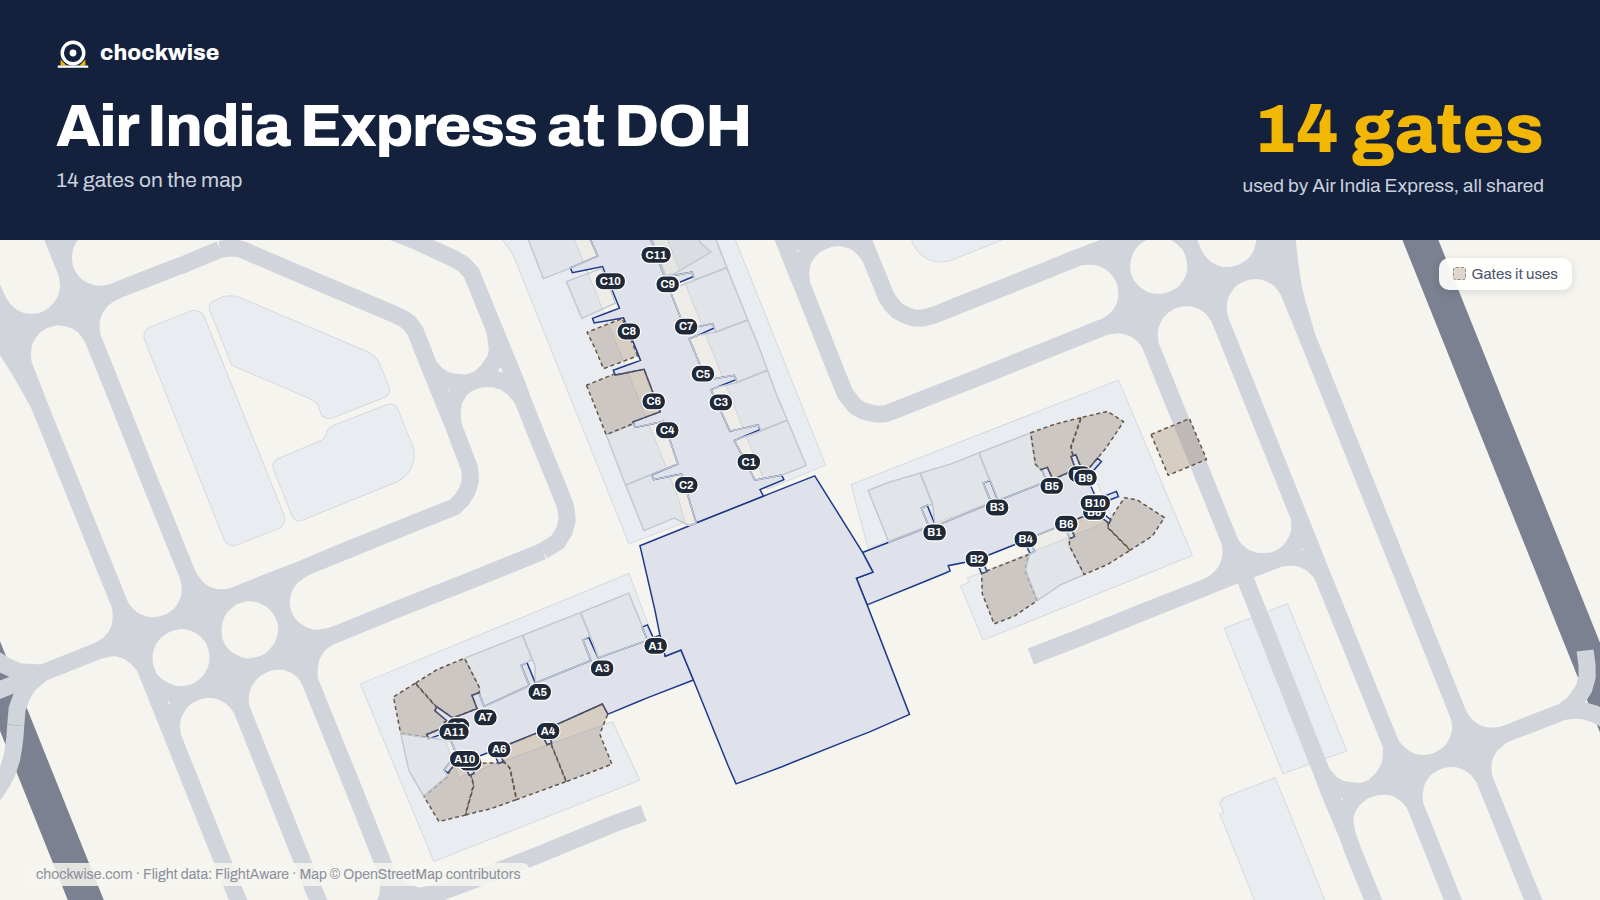 chockwise
Air India Express at DOH
14 gates on the map
14 gates
used by Air India Express, all shared
Gates it uses
C11
C10
C9
C8
C7
C5
C6
C3
C4
C1
C2
B9
B5
B10
B3
B6
B1
B4
B2
A1
A3
A5
A7
A11
A4
A6
A10
chockwise.com · Flight data: FlightAware · Map © OpenStreetMap contributors